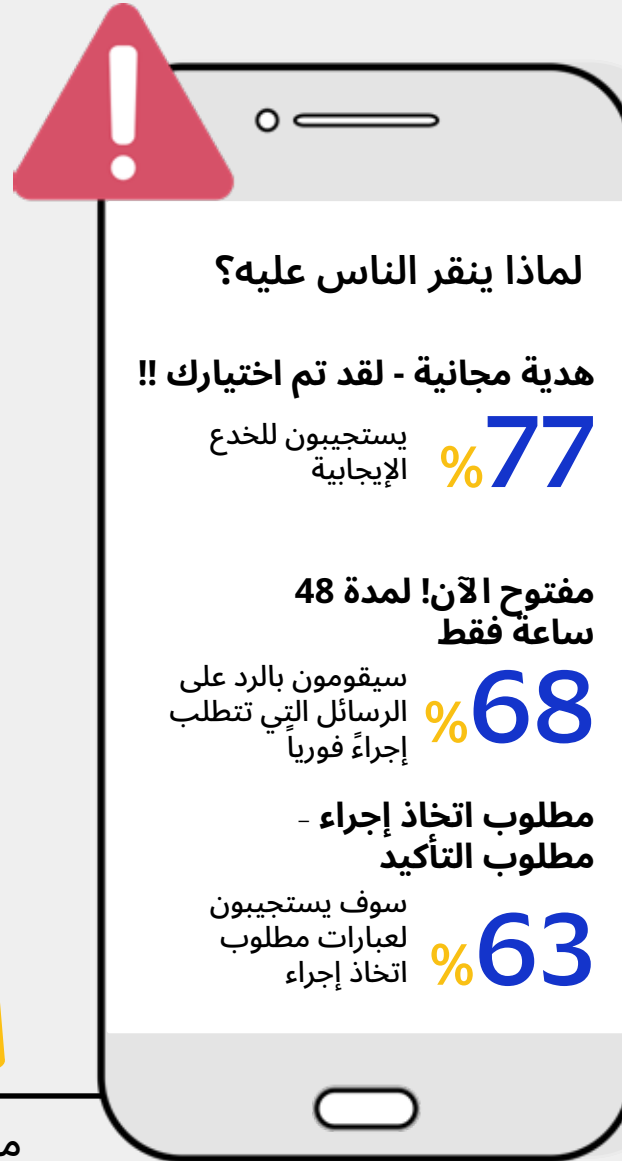 لماذا ينقر الناس عليه؟
هدية مجانية - لقد تم اختيارك !!
77%
يستجيبون للخدع
الإيجابية
مفتوح الآن! لمدة 48
ساعة فقط
68%
سيقومون بالرد على
الرسائل التي تتطلب
إجراءً فورياً
مطلوب اتخاذ إجراء –
مطلوب التأكيد
63%
سوف يستجيبون
لعبارات مطلوب
اتخاذ إجراء